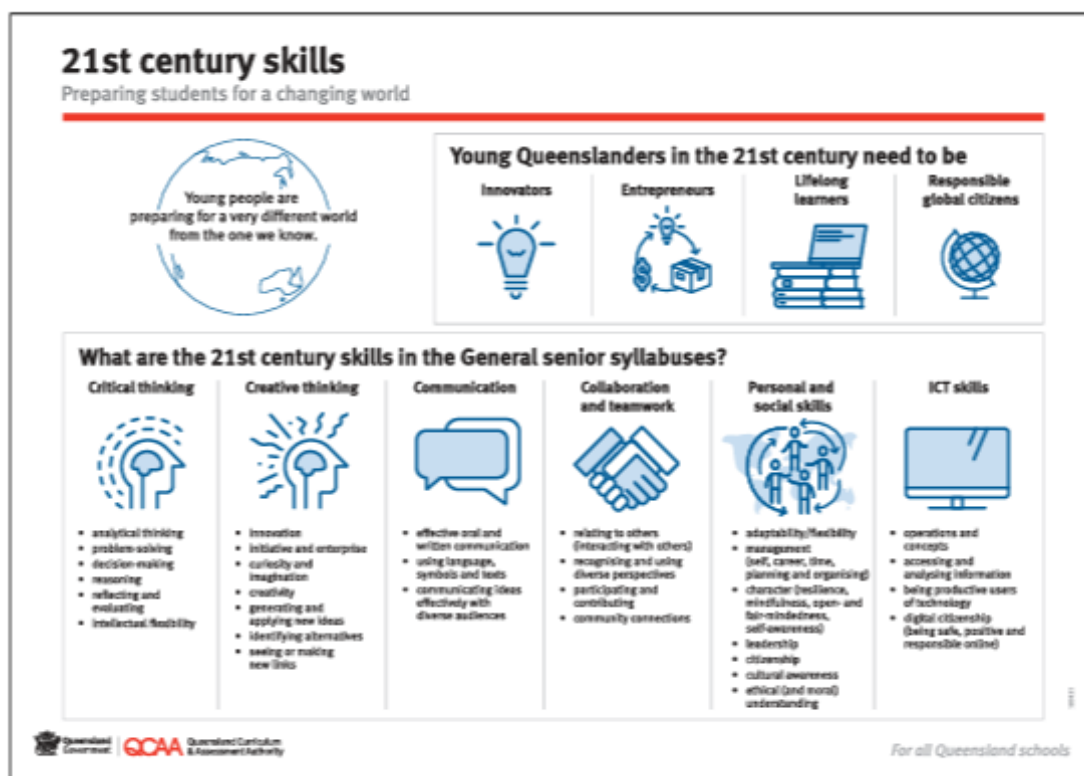 21st century skills
Preparing students for a changing world
Young people are
preparing for a very different world
from the one we know.
Young Queenslanders in the 21st century need to be
Innovators
Entrepreneurs
Lifelong
learners
Responsible
global citizens
What are the 21st century skills in the General senior syllabuses?
Critical thinking
• analytical thinking
• problem-solving
• decision-making
• reasoning
• reflecting and
evaluating
• intellectual flexibility
Creative thinking
• innovation
• initiative and enterprise
• curiosity and
imagination
• creativity
• generating and
applying new ideas
• identifying alternatives
• seeing or making
new links
Communication
• effective oral and
written communication
• using language,
symbols and texts
• communicating ideas
effectively with
diverse audiences
Collaboration
and teamwork
• relating to others
(interacting with others)
• recognising and using
diverse perspectives
• participating and
contributing
• community connections
Personal and
social skills
• adaptability/flexibility
• management
(self, career, time,
planning and organising)
• character (resilience,
mindfulness, open- and
fair-mindedness,
self-awareness)
• leadership
• citizenship
• cultural awareness
• ethical (and moral)
understanding
ICT skills
• operations and
concepts
• accessing and
analysing information
• being productive users
of technology
• digital citizenship
(being safe, positive and
responsible online)
Queensland
Government
QCAA
Queensland Curriculum
& Assessment Authority
For all Queensland schools